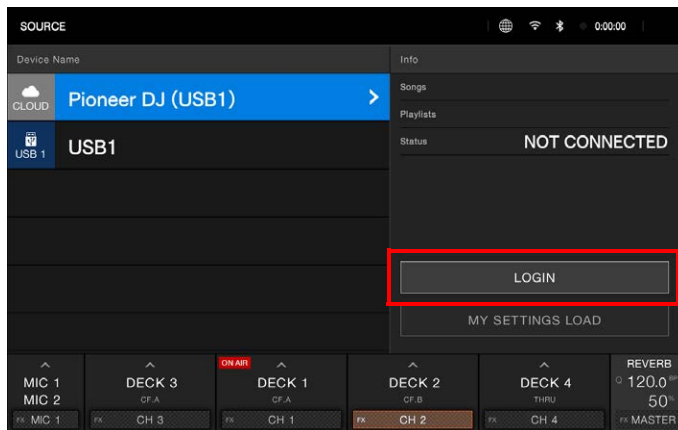 SOURCE
0:00:00
Device Name
Info
CLOUD
Pioneer DJ (USB1)
USB 1
USB1
Songs
Playlists
Status NOT CONNECTED
LOGIN
MY SETTINGS LOAD
MIC 1
MIC 2
FX MIC 1
DECK 3
CF.A
FX CH 3
ON AIR
DECK 1
CF.A
FX CH 1
DECK 2
CF.B
FX CH 2
DECK 4
THRU
FX CH 4
REVERB
120.0
50%
FX MASTER